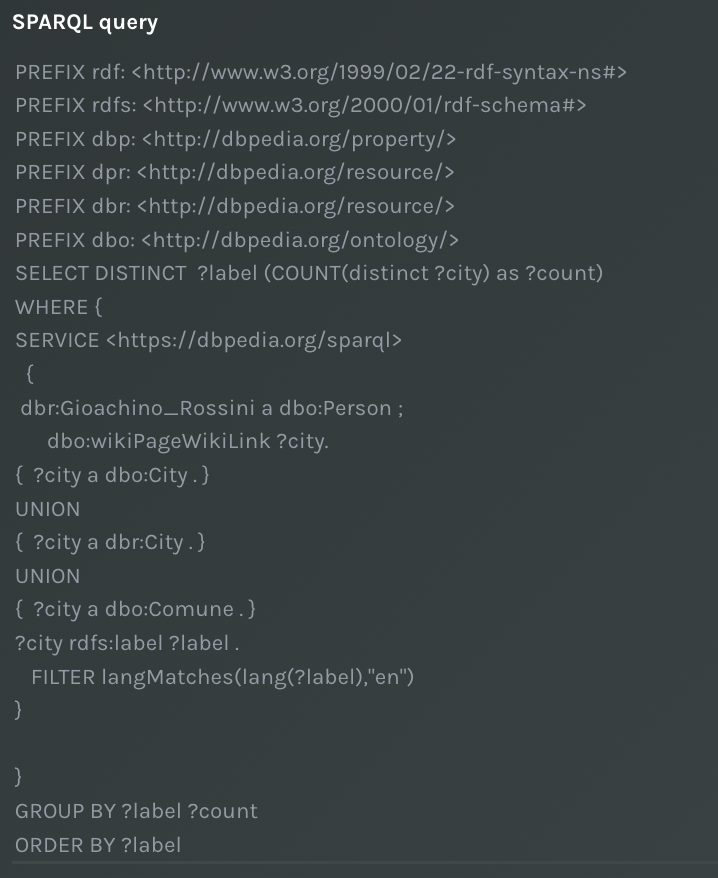 SPARQL query
PREFIX rdf: <http://www.w3.org/1999/02/22-rdf-syntax-ns#>
PREFIX rdfs: <http://www.w3.org/2000/01/rdf-schema#>
PREFIX dbp: <http://dbpedia.org/property/>
PREFIX dpr: <http://dbpedia.org/resource/>
PREFIX dbr: <http://dbpedia.org/resource/>
PREFIX dbo: <http://dbpedia.org/ontology/>
SELECT DISTINCT  ?label (COUNT(distinct ?city) as ?count)
WHERE {
SERVICE <https://dbpedia.org/sparql>
  {
 dbr:Gioachino_Rossini a dbo:Person ;
     dbo:wikiPageWikiLink ?city.
{  ?city a dbo:City . }
UNION
{  ?city a dbr:City . }
UNION
{  ?city a dbo:Comune . }
?city rdfs:label ?label .
   FILTER langMatches(lang(?label),"en")
}
}
GROUP BY ?label ?count
ORDER BY ?label